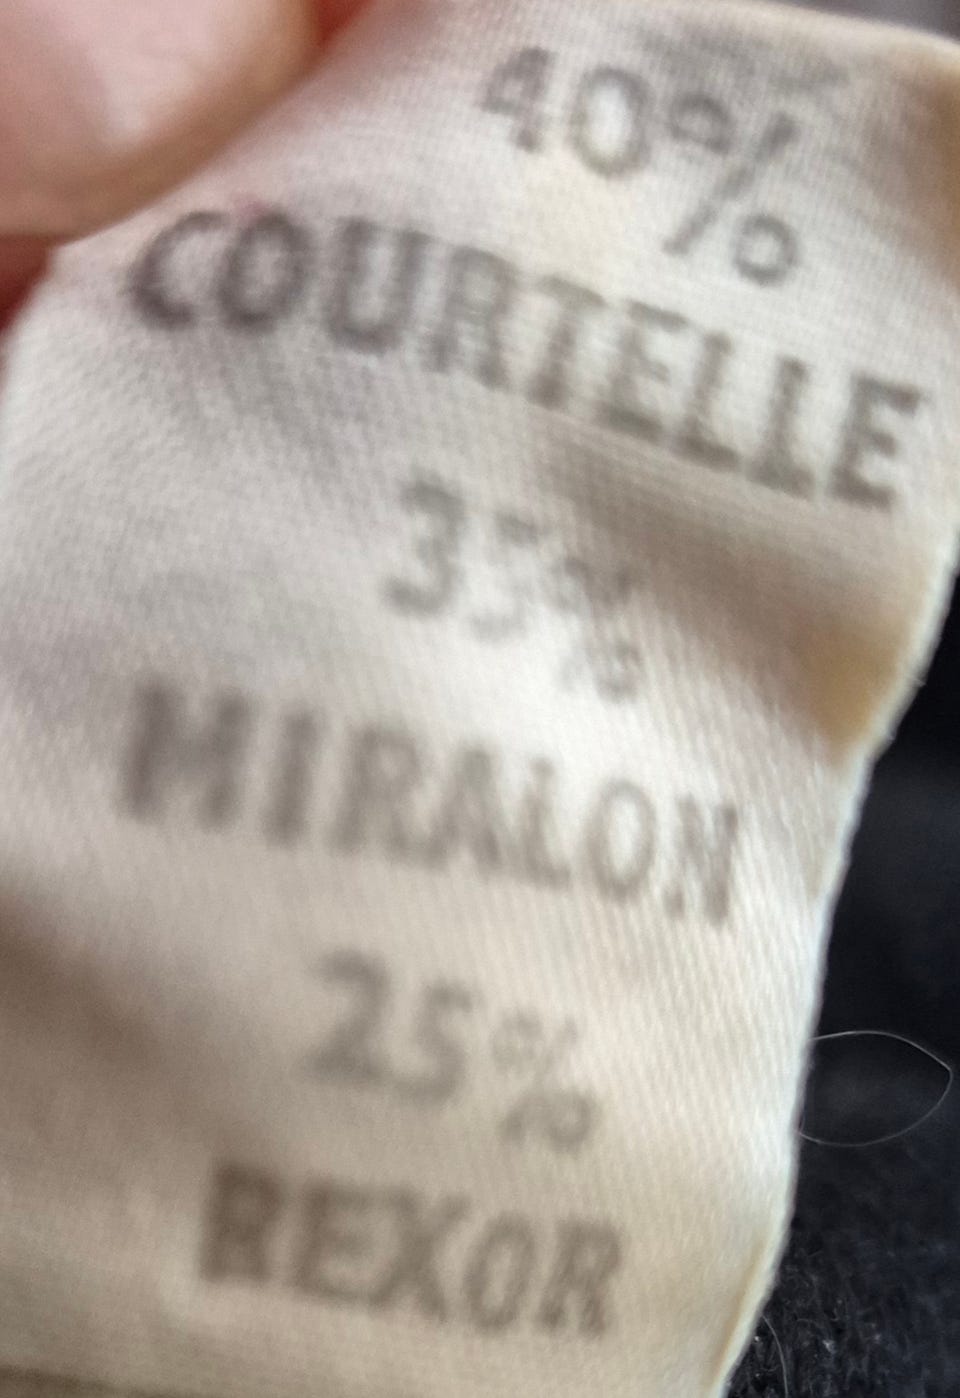 40%
COURTELLE
35%
MIRALON
25%
REXOR